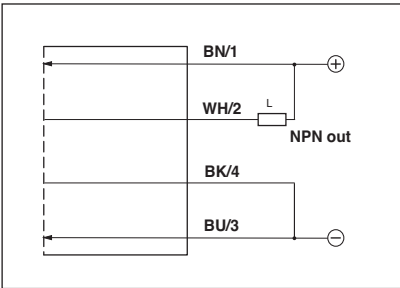 BN/1
+
WH/2
L
NPN out
BK/4
BU/3
−